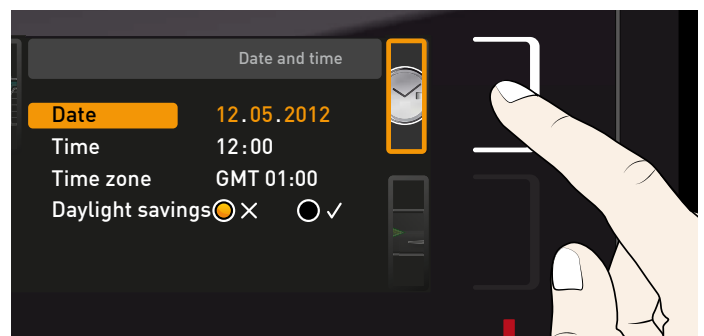 Date and time
Date 12.05.2012
Time 12:00
Time zone GMT 01:00
Daylight savings × ✓